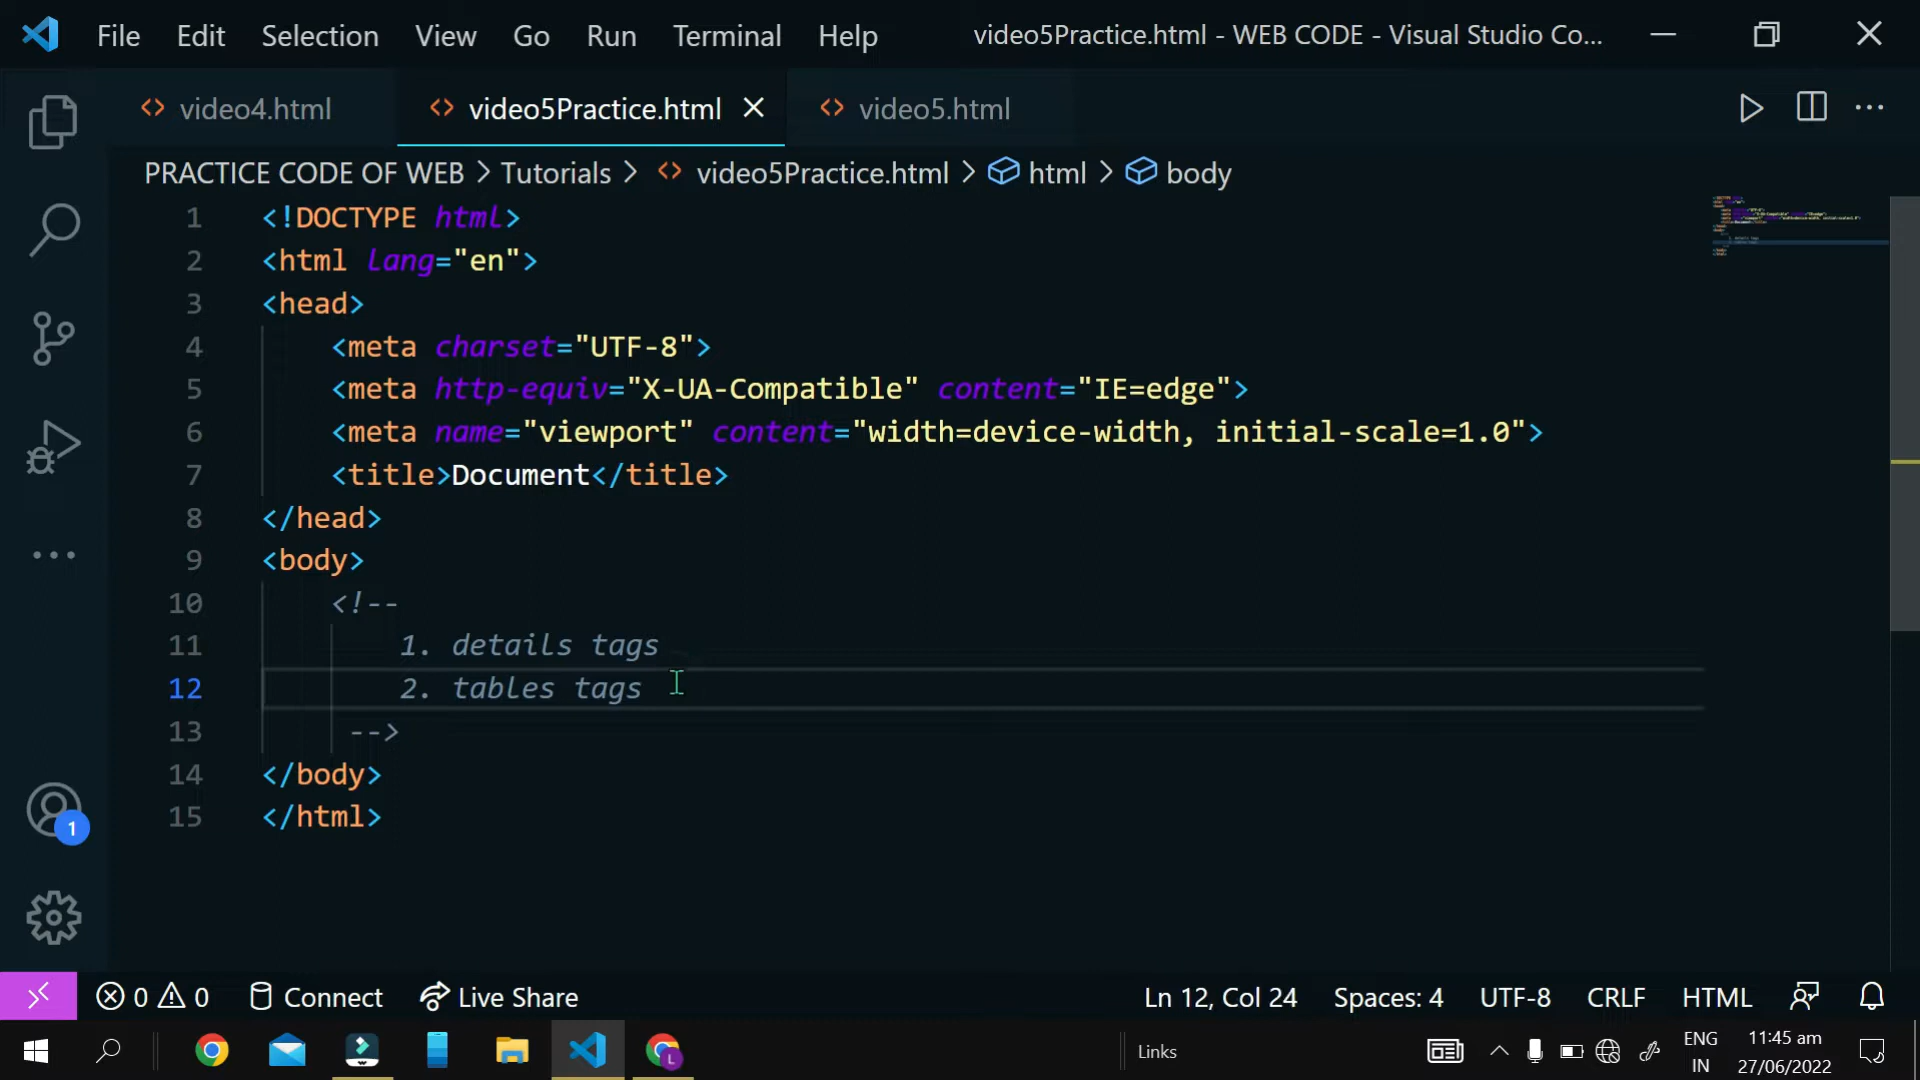 File Edit Selection View Go Run Terminal Help video5Practice.html - WEB CODE - Visual Studio Co...
video4.html video5Practice.html video5.html
PRACTICE CODE OF WEB > Tutorials > video5Practice.html > html > body
1 <!DOCTYPE html>
2 <html lang="en">
3 <head>
4 <meta charset="UTF-8">
5 <meta http-equiv="X-UA-Compatible" content="IE=edge">
6 <meta name="viewport" content="width=device-width, initial-scale=1.0">
7 <title>Document</title>
8 </head>
9 <body>
10 <!--
11 1. details tags
12 2. tables tags
13 -->
14 </body>
15 </html>
1
0 0 Connect Live Share Ln 12, Col 24 Spaces: 4 UTF-8 CRLF HTML
L Links ENG 11:45 am
IN 27/06/2022